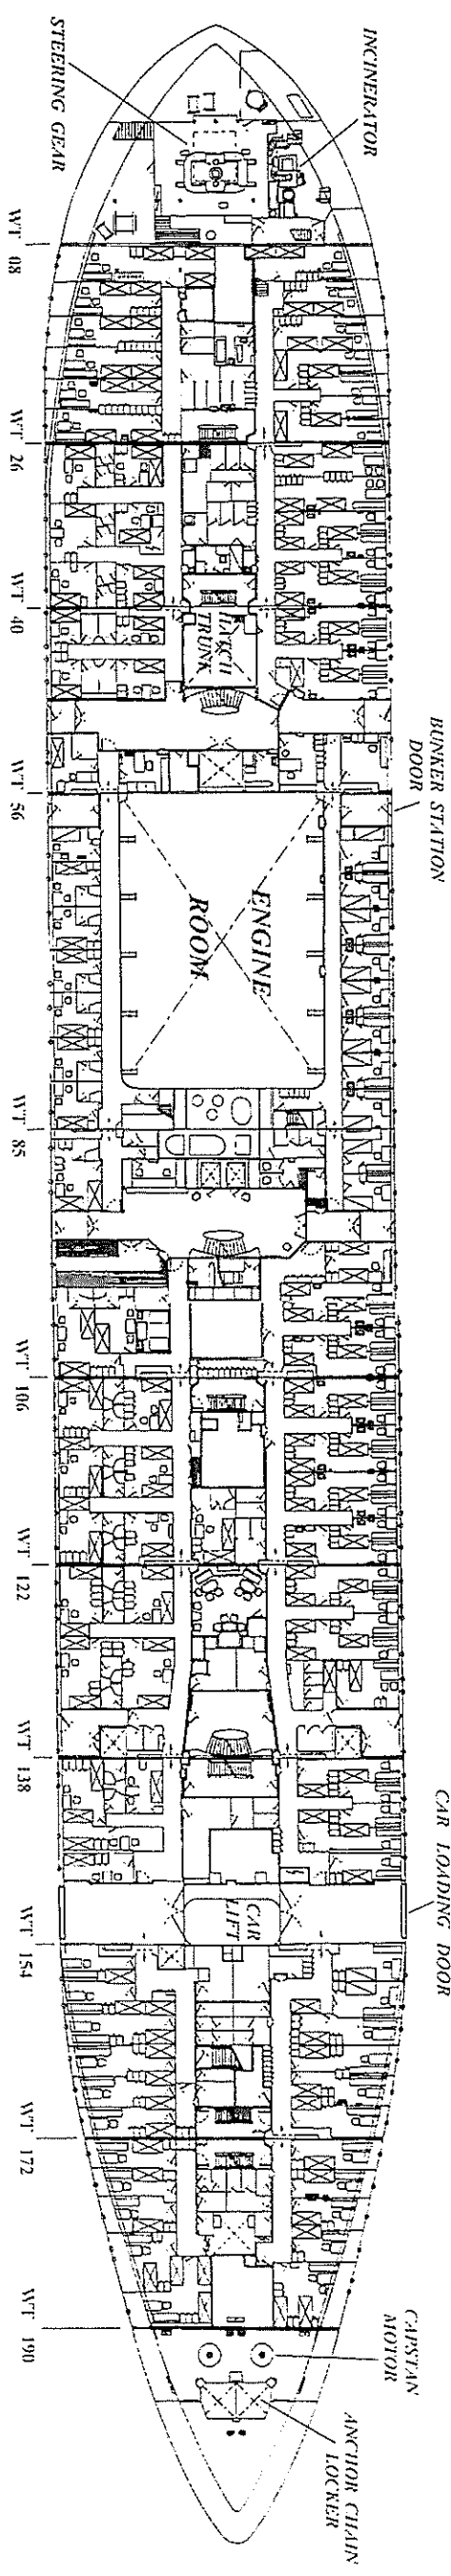 STEERING GEAR
INCINERATOR
WT 08
WT 26
WT 40
HATCH
TRUNK
BUNKER STATION
DOOR
WT 56
ENGINE
ROOM
WT 85
WT 106
WT 122
WT 138
CAR LOADING DOOR
CAR
LIFT
WT 154
WT 172
WT 190
CAPSTAN
MOTOR
ANCHOR CHAIN
LOCKER